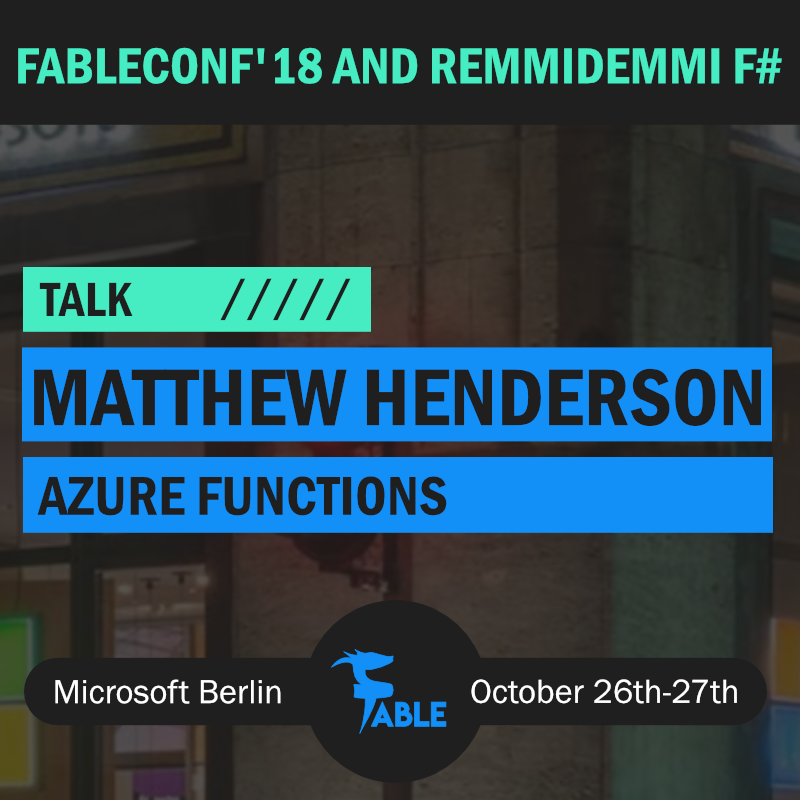 FABLECONF'18 AND REMMIDEMMI F#
TALK /////
MATTHEW HENDERSON
AZURE FUNCTIONS
Microsoft Berlin
FABLE
October 26th-27th